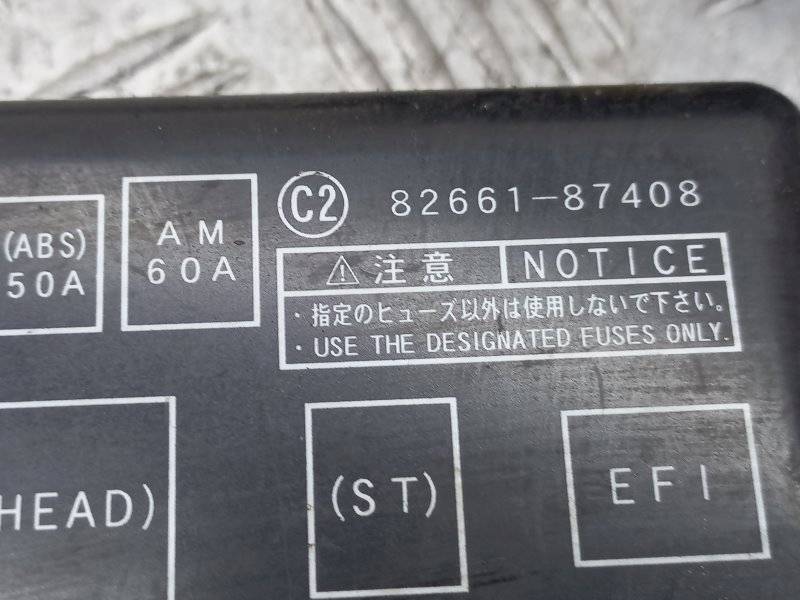 (ABS)
50A
AM
60A
C2 82661-87408
⚠ 注意 NOTICE
・指定のヒューズ以外は使用しないで下さい。
・USE THE DESIGNATED FUSES ONLY.
HEAD)
(ST)
EFI